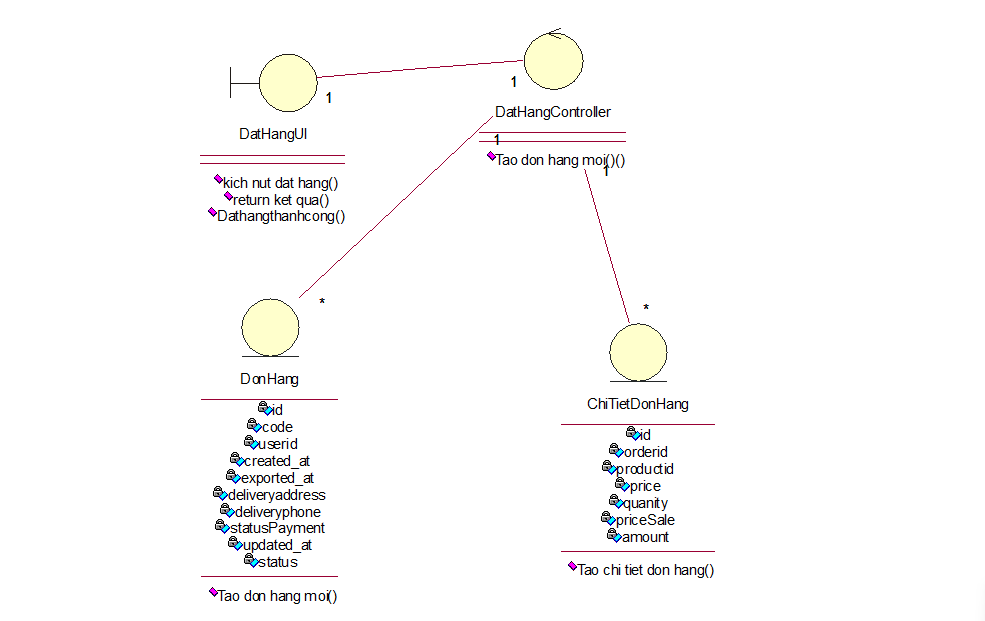 1
1
DatHangUI
kich nut dat hang()
return ket qua()
Dathangthanhcong()
DatHangController
1
Tao don hang moi()()
1
*
*
DonHang
id
code
userid
created_at
exported_at
deliveryaddress
deliveryphone
statusPayment
updated_at
status
Tao don hang moi()
ChiTietDonHang
id
orderid
productid
price
quanity
priceSale
amount
Tao chi tiet don hang()